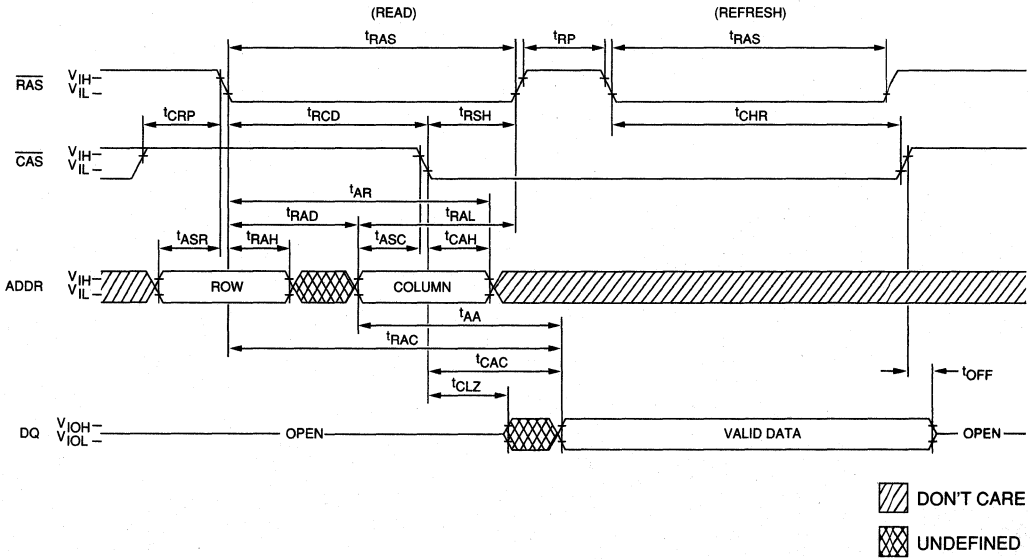 (READ) (REFRESH)
tRAS tRP tRAS
RAS VIH VIL
tCRP tRCD tRSH tCHR
CAS VIH VIL
tAR
tRAD tRAL
tASR tRAH tASC tCAH
ADDR VIH VIL ROW COLUMN
tAA
tRAC
tCAC tOFF
tCLZ
DQ VIOH VIOL OPEN VALID DATA OPEN
DON'T CARE
UNDEFINED